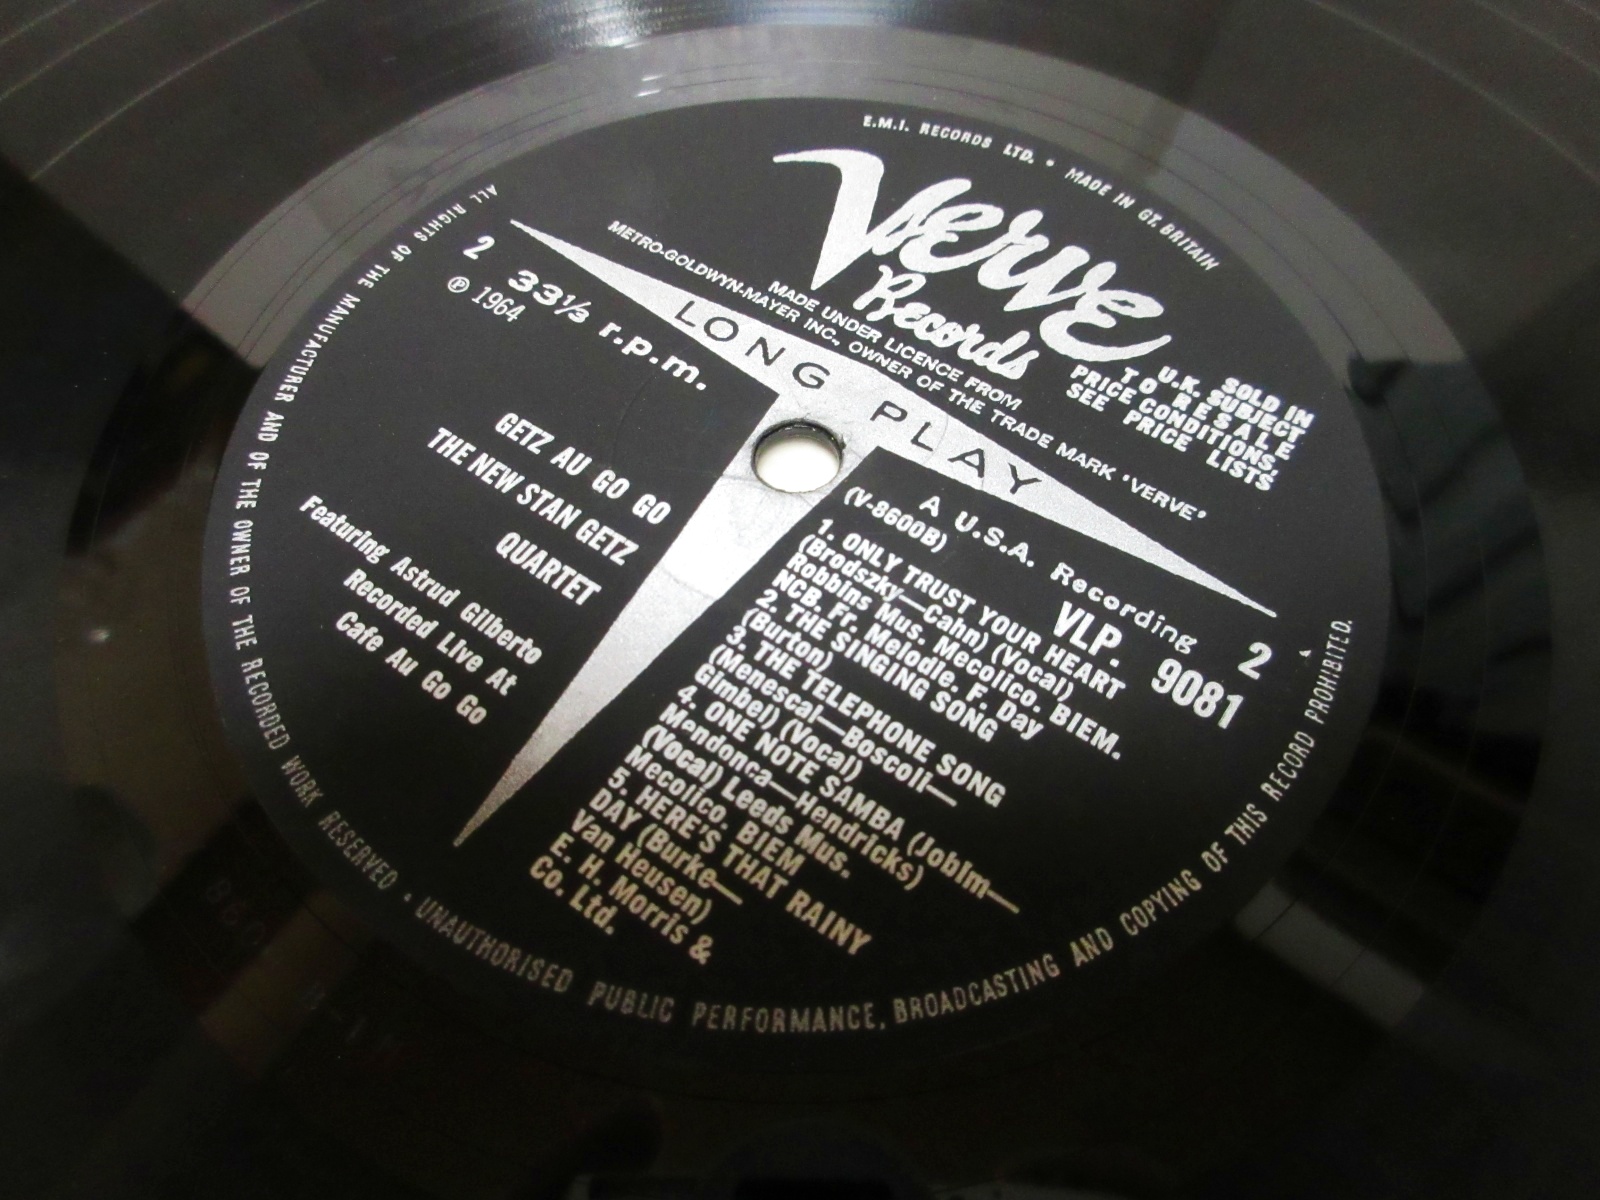 E.M.I. RECORDS LTD. • MADE IN GT. BRITAIN
Verve
Records
MADE UNDER LICENCE FROM
METRO-GOLDWYN-MAYER INC., OWNER OF THE TRADE MARK 'VERVE'
SOLD IN
U.K. SUBJECT
TO RESALE
PRICE CONDITIONS,
SEE PRICE LISTS
LONG PLAY
2 33⅓ r.p.m.
℗ 1964
GETZ AU GO GO
THE NEW STAN GETZ
QUARTET
Featuring Astrud Gilberto
Recorded Live At
Cafe Au Go Go
A U.S.A. Recording 2
(V-8600B) VLP. 9081
1. ONLY TRUST YOUR HEART
(Brodszky—Cahn) (Vocal)
Robbins Mus. Mecolico. BIEM.
NCB. Fr. Melodie. F. Day
2. THE SINGING SONG
(Burton)
3. THE TELEPHONE SONG
(Menescal—Boscoli—
Gimbel) (Vocal)
4. ONE NOTE SAMBA (Jobim—
Mendonca—Hendricks)
(Vocal) Leeds Mus.
Mecolico. BIEM
5. HERE'S THAT RAINY
DAY (Burke—
Van Heusen)
E. H. Morris &
Co. Ltd.
ALL RIGHTS OF THE MANUFACTURER AND OF THE OWNER OF THE RECORDED WORK RESERVED • UNAUTHORISED PUBLIC PERFORMANCE, BROADCASTING AND COPYING OF THIS RECORD PROHIBITED.